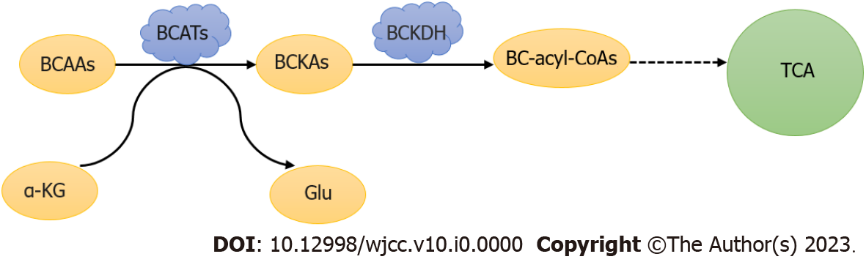 BCATs
BCKDH
BCAAs
BCKAs
BC-acyl-CoAs
TCA
α-KG
Glu
DOI: 10.12998/wjcc.v10.i0.0000 Copyright ©The Author(s) 2023.